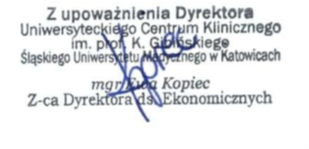 Z upoważnienia Dyrektora
Uniwersyteckiego Centrum Klinicznego
im. prof. K. Gibińskiego
Śląskiego Uniwersytetu Medycznego w Katowicach
mgr Kopiec
Z-ca Dyrektora ds. Ekonomicznych